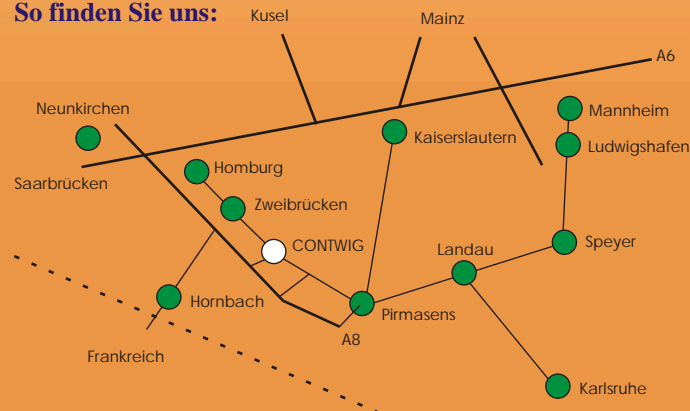 So finden Sie uns:
Kusel
Mainz
A6
Neunkirchen
Mannheim
Kaiserslautern
Ludwigshafen
Homburg
Saarbrücken
Zweibrücken
CONTWIG
Landau
Speyer
Hornbach
Pirmasens
A8
Frankreich
Karlsruhe